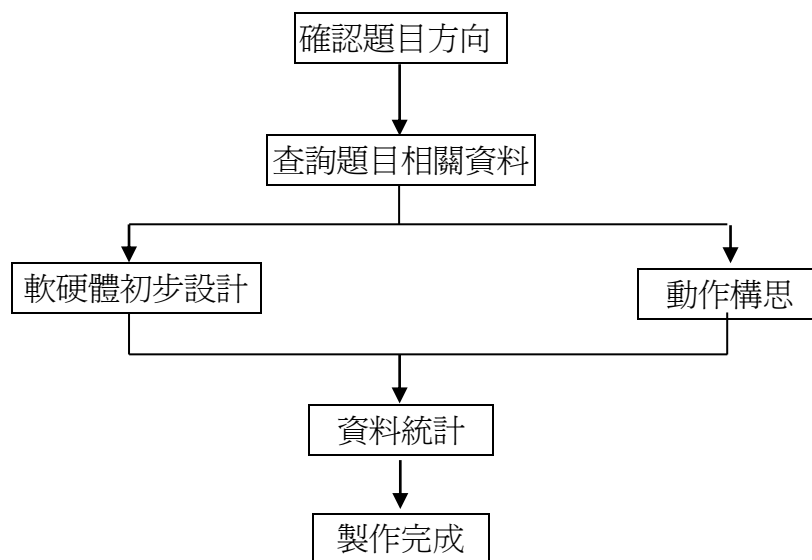 確認題目方向
查詢題目相關資料
軟硬體初步設計
動作構思
資料統計
製作完成